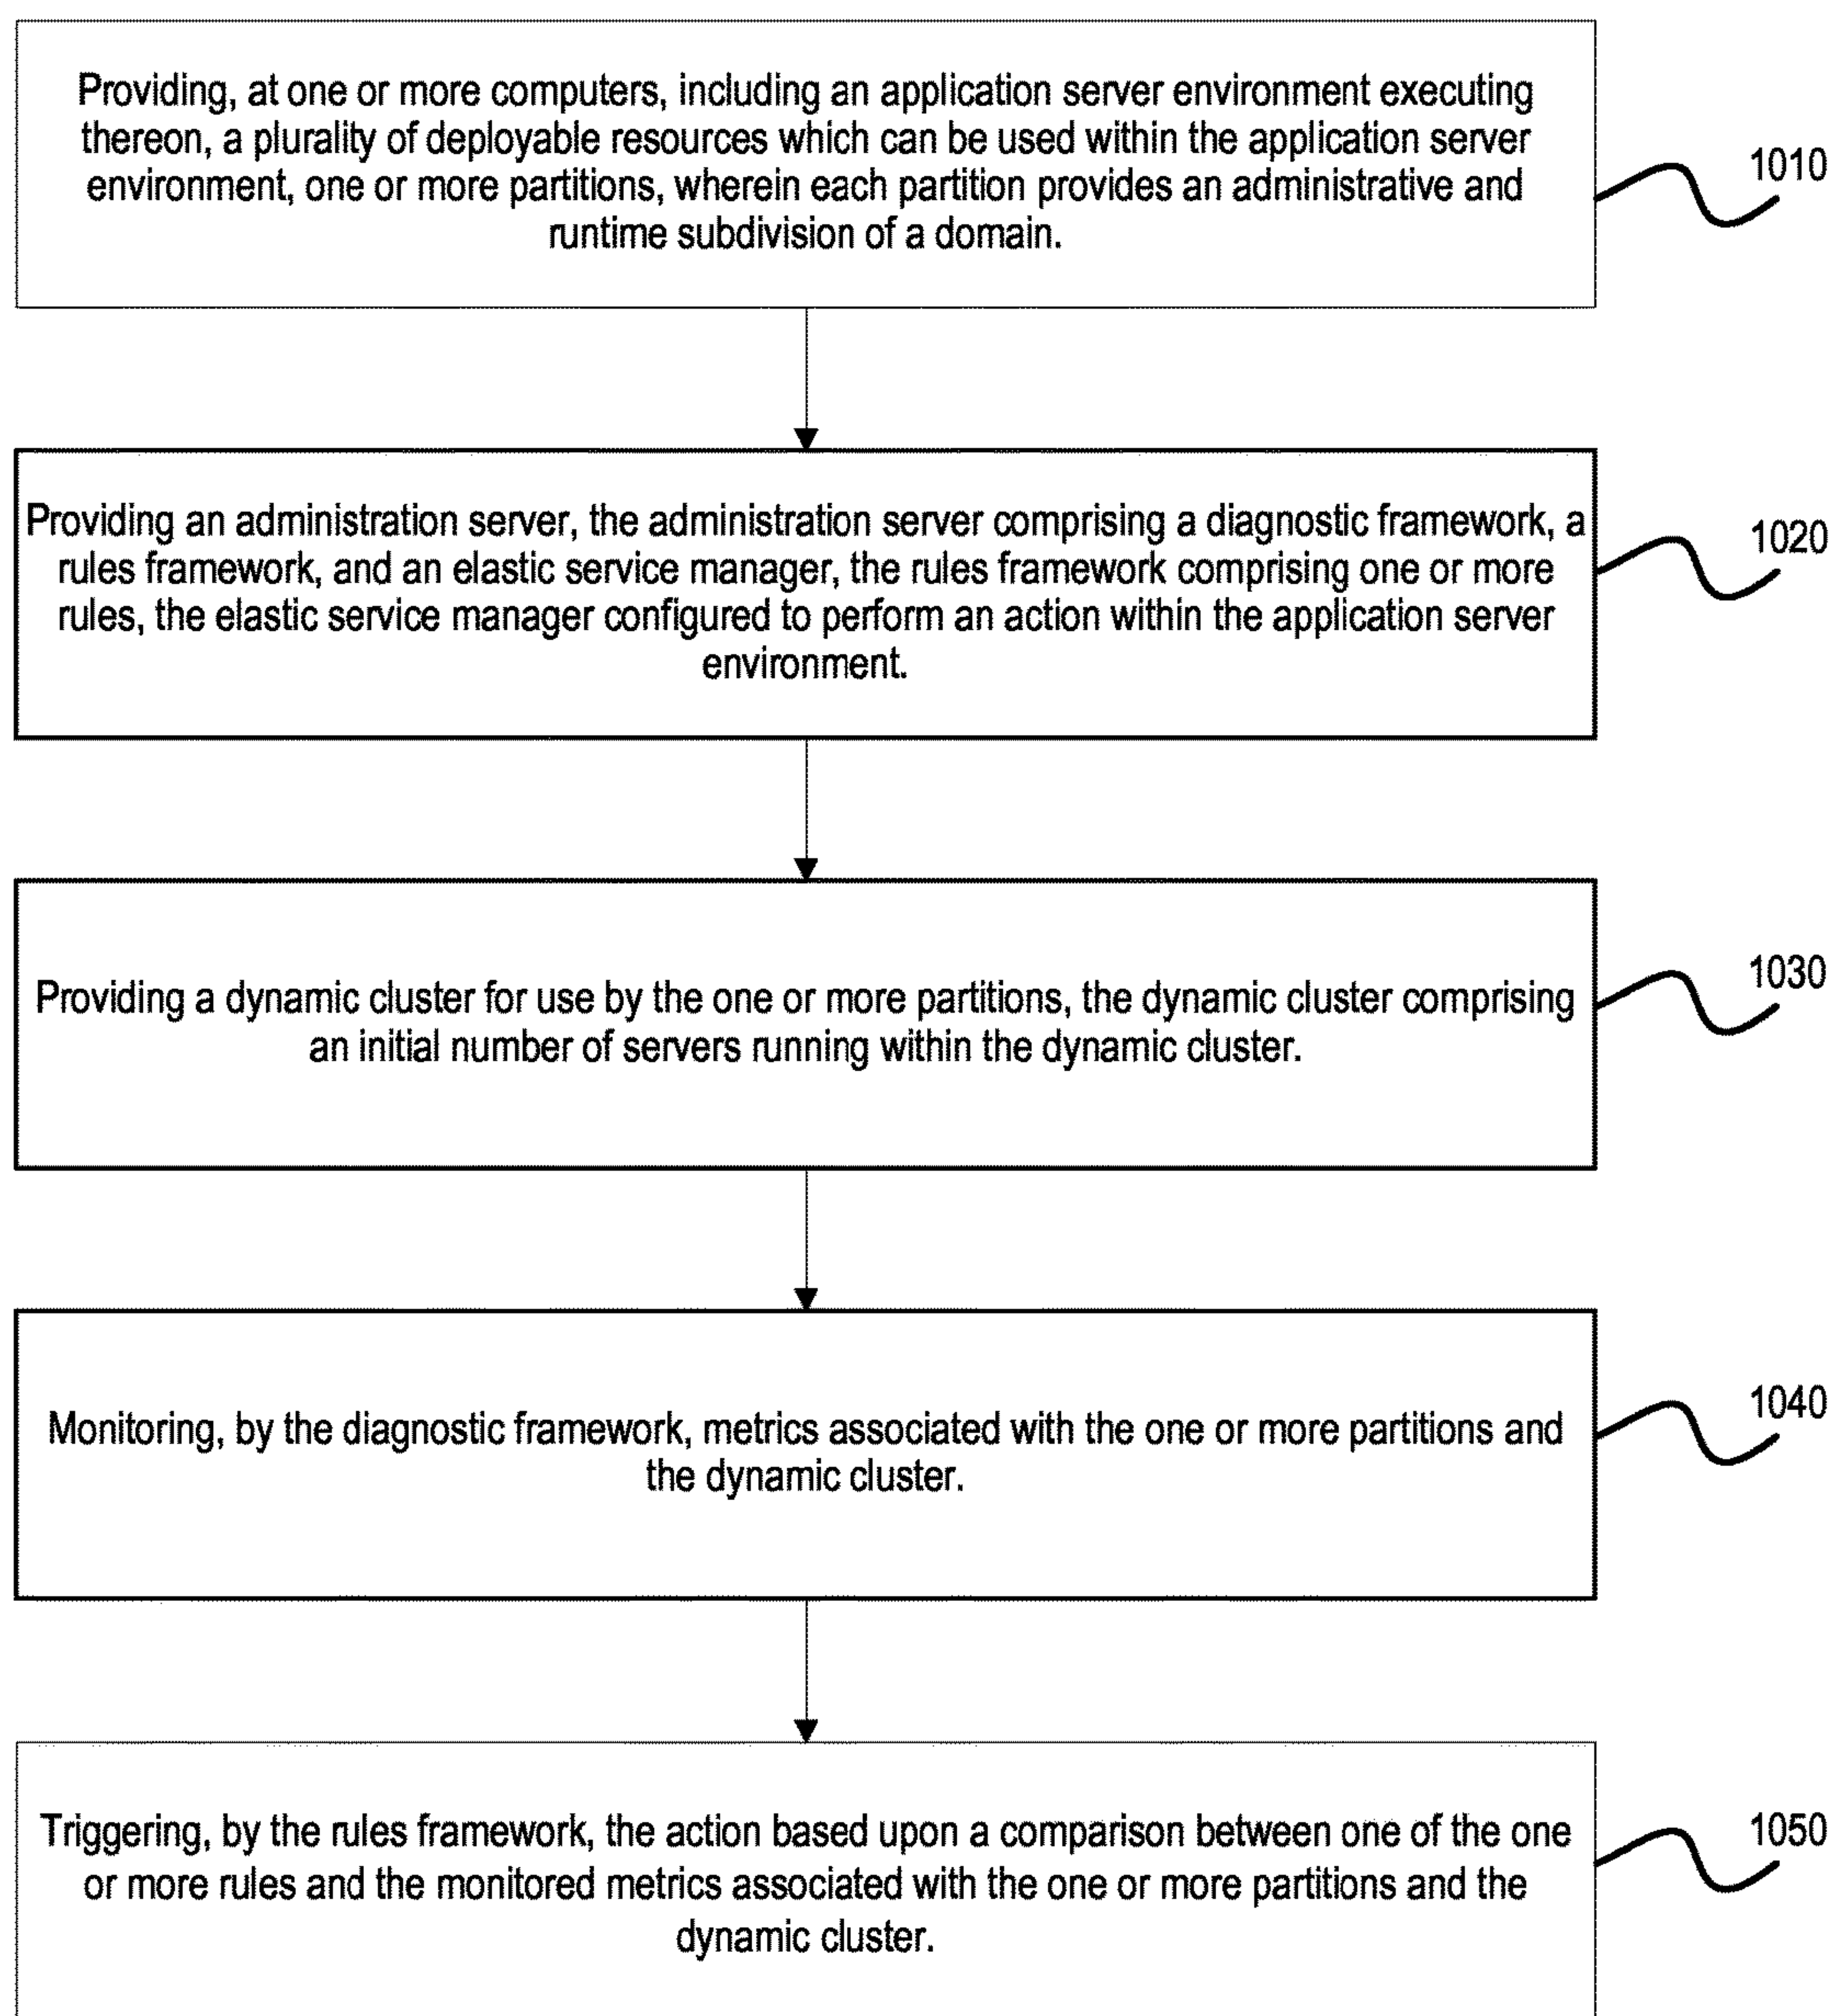 Providing, at one or more computers, including an application server environment executing
thereon, a plurality of deployable resources which can be used within the application server
environment, one or more partitions, wherein each partition provides an administrative and
runtime subdivision of a domain.
1010
Providing an administration server, the administration server comprising a diagnostic framework, a
rules framework, and an elastic service manager, the rules framework comprising one or more
rules, the elastic service manager configured to perform an action within the application server
environment.
1020
Providing a dynamic cluster for use by the one or more partitions, the dynamic cluster comprising
an initial number of servers running within the dynamic cluster.
1030
Monitoring, by the diagnostic framework, metrics associated with the one or more partitions and
the dynamic cluster.
1040
Triggering, by the rules framework, the action based upon a comparison between one of the one
or more rules and the monitored metrics associated with the one or more partitions and the
dynamic cluster.
1050